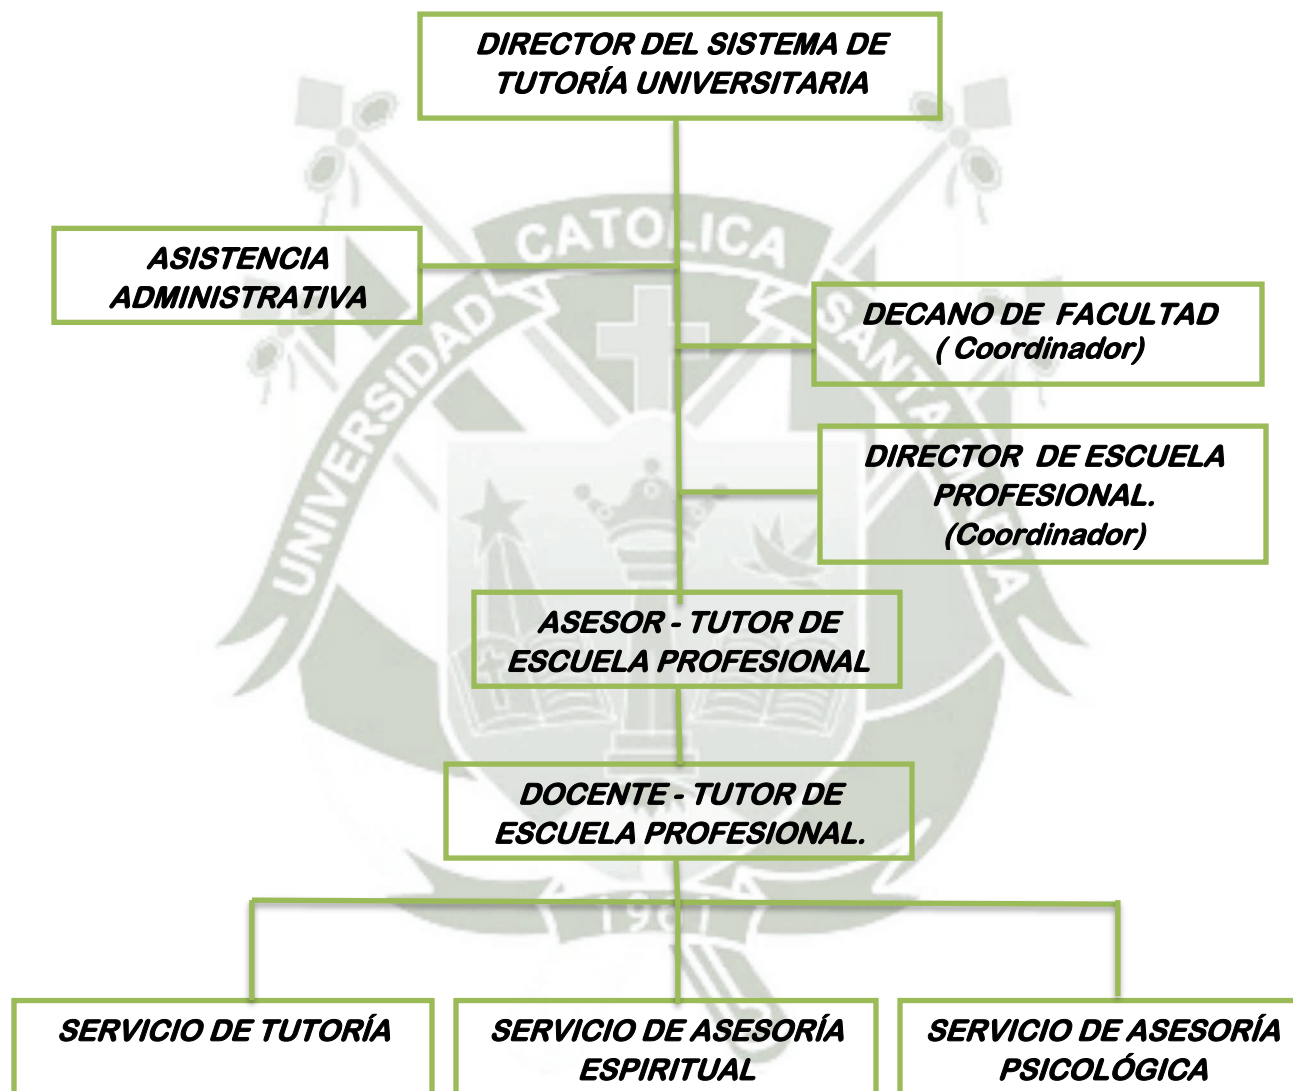 DIRECTOR DEL SISTEMA DE
TUTORÍA UNIVERSITARIA
ASISTENCIA
ADMINISTRATIVA
DECANO DE FACULTAD
( Coordinador)
DIRECTOR DE ESCUELA
PROFESIONAL.
(Coordinador)
ASESOR - TUTOR DE
ESCUELA PROFESIONAL
DOCENTE - TUTOR DE
ESCUELA PROFESIONAL.
SERVICIO DE TUTORÍA
SERVICIO DE ASESORÍA
ESPIRITUAL
SERVICIO DE ASESORÍA
PSICOLÓGICA
UNIVERSIDAD
CATOLICA
1961